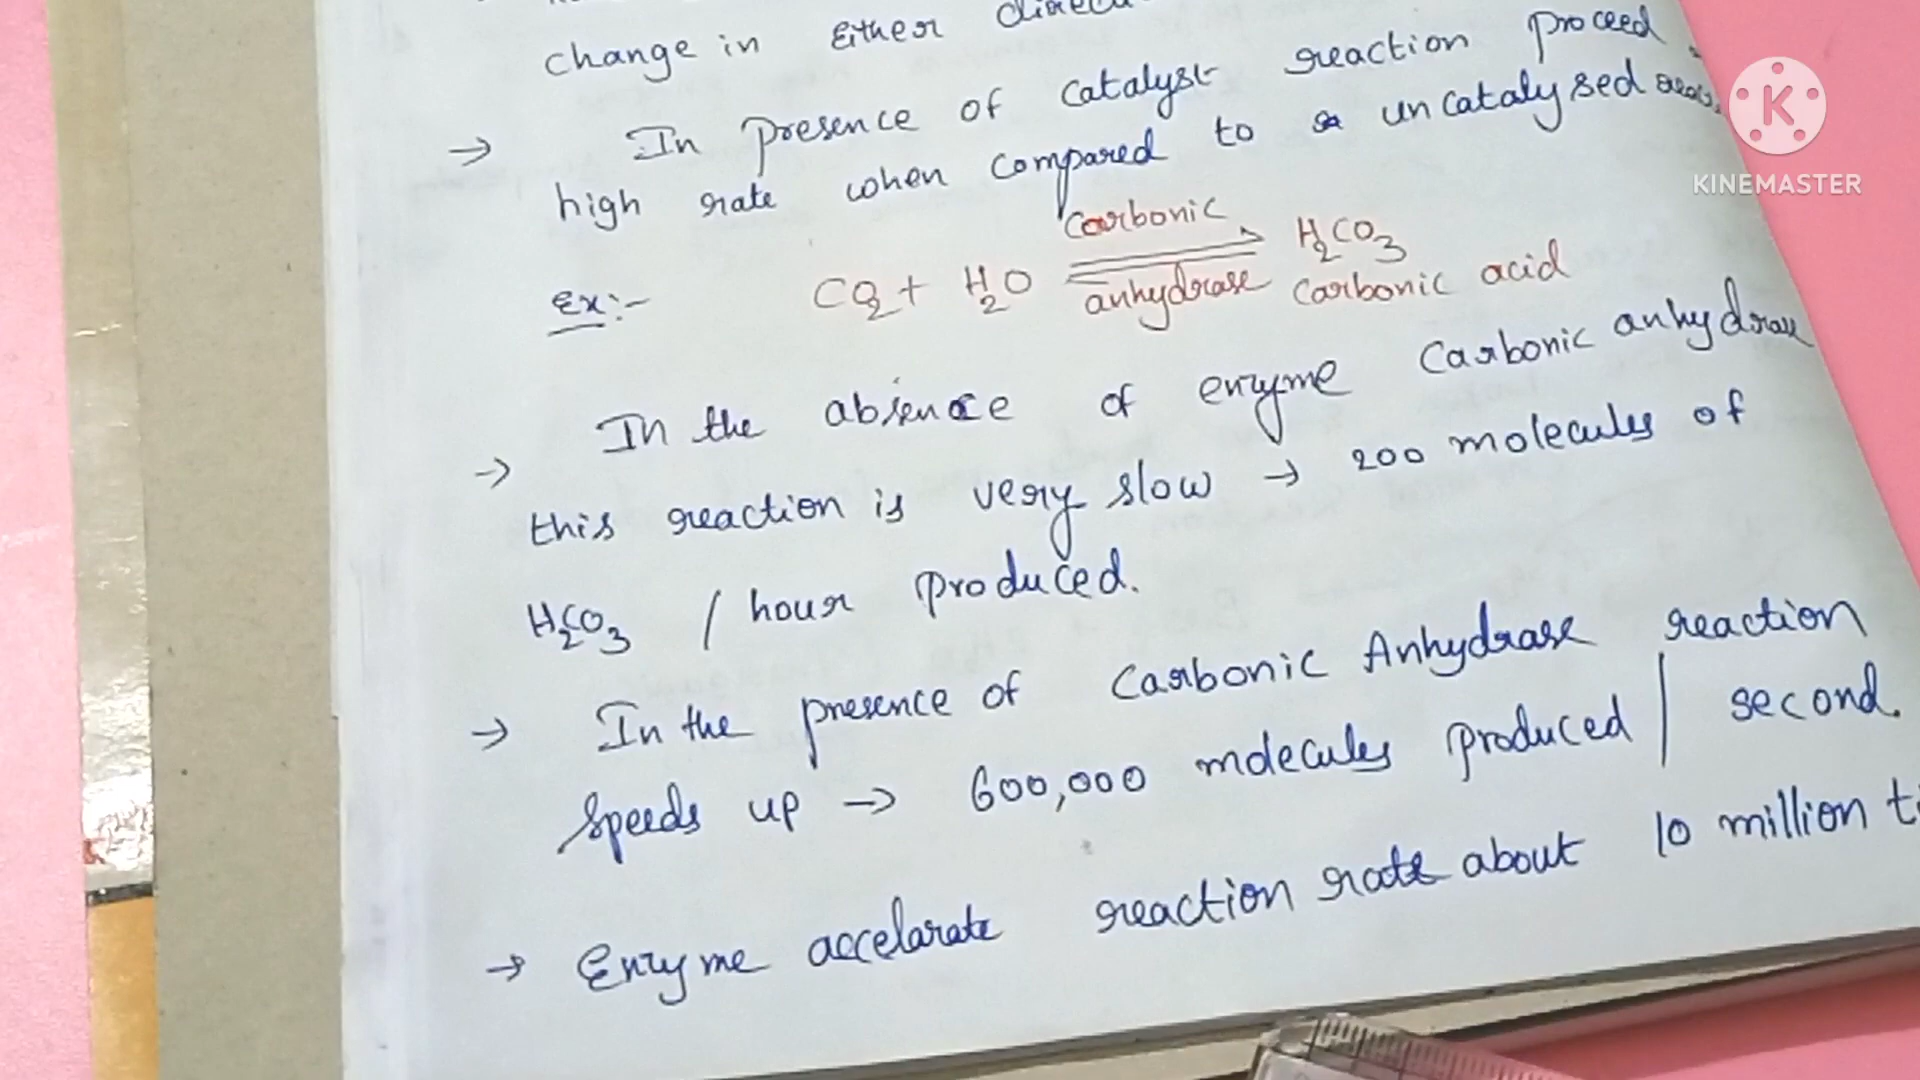 change in either
→ In presence of catalyst reaction proceed
high rate when compared to a uncatalysed
Carbonic
Ex:- CO2 + H2O ⇌ H2CO3
anhydrase Carbonic acid
→ In the absence of enzyme Carbonic anhydrase
this reaction is very slow → 200 molecules of
H2CO3 / hour produced.
→ In the presence of Carbonic Anhydrase reaction
speeds up → 600,000 molecules produced / second.
→ Enzyme accelarate reaction rate about 10 million
K
KINEMASTER